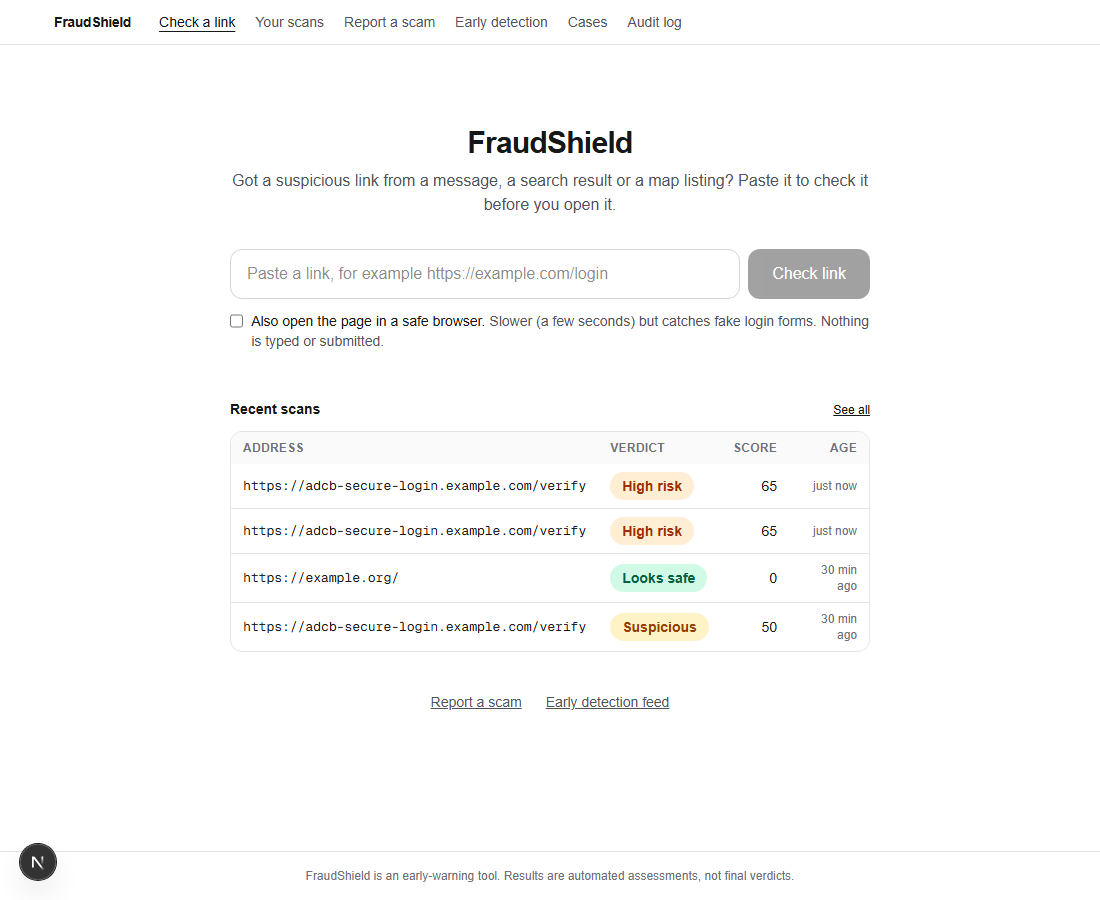 FraudShield Check a link Your scans Report a scam Early detection Cases Audit log
FraudShield
Got a suspicious link from a message, a search result or a map listing? Paste it to check it
before you open it.
Paste a link, for example https://example.com/login Check link
Also open the page in a safe browser. Slower (a few seconds) but catches fake login forms. Nothing
is typed or submitted.
Recent scans See all
ADDRESS VERDICT SCORE AGE
https://adcb-secure-login.example.com/verify High risk 65 just now
https://adcb-secure-login.example.com/verify High risk 65 just now
https://example.org/ Looks safe 0 30 min
ago
https://adcb-secure-login.example.com/verify Suspicious 50 30 min
ago
Report a scam Early detection feed
N
FraudShield is an early-warning tool. Results are automated assessments, not final verdicts.